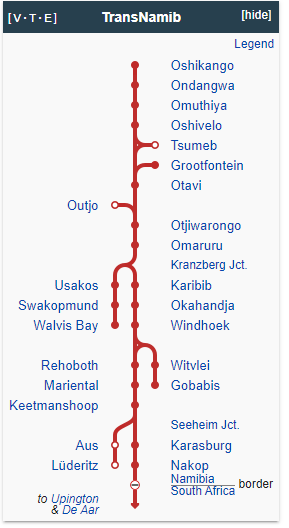 [V·T·E] TransNamib [hide]
Legend
Oshikango
Ondangwa
Omuthiya
Oshivelo
Tsumeb
Grootfontein
Otavi
Outjo
Otjiwarongo
Omaruru
Kranzberg Jct.
Usakos Karibib
Swakopmund Okahandja
Walvis Bay Windhoek
Rehoboth Witvlei
Mariental Gobabis
Keetmanshoop
Seeheim Jct.
Aus Karasburg
Lüderitz Nakop
Namibia
border
South Africa
to Upington
& De Aar